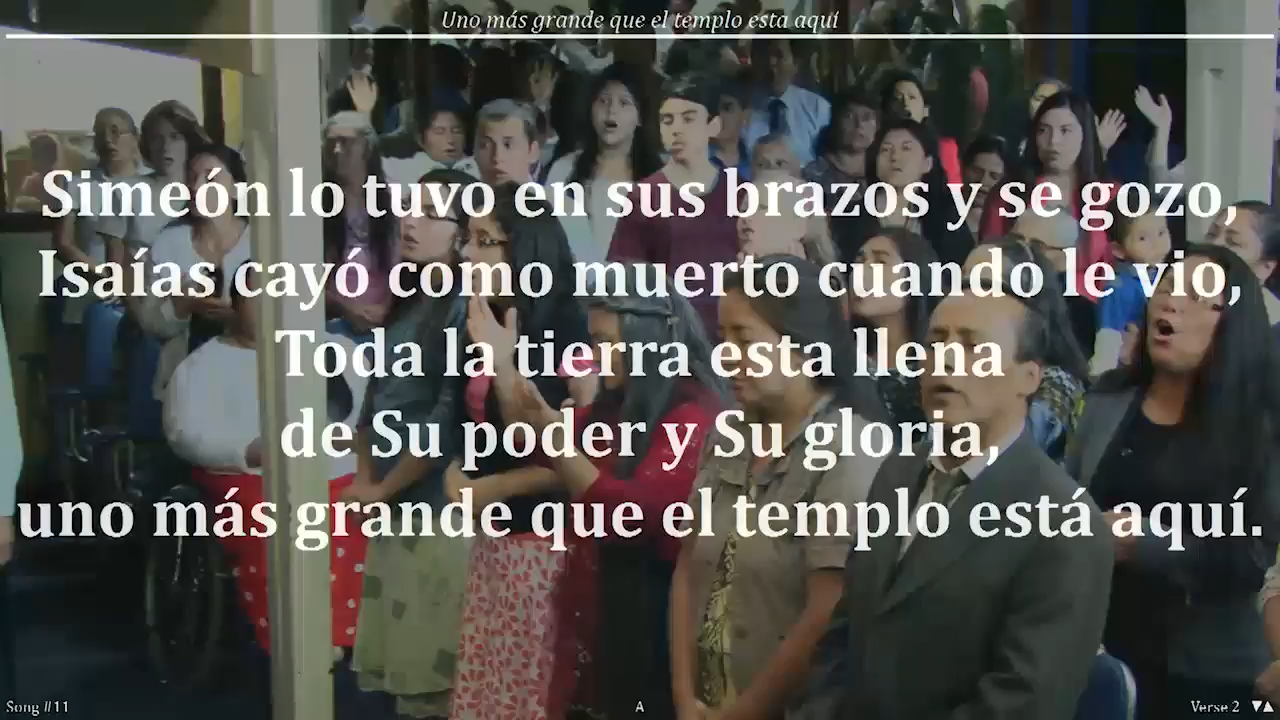 Uno más grande que el templo esta aquí
Simeón lo tuvo en sus brazos y se gozo,
Isaías cayó como muerto cuando le vio,
Toda la tierra esta llena
de Su poder y Su gloria,
uno más grande que el templo está aquí.
Song #11
A
Verse 2 ▼▲